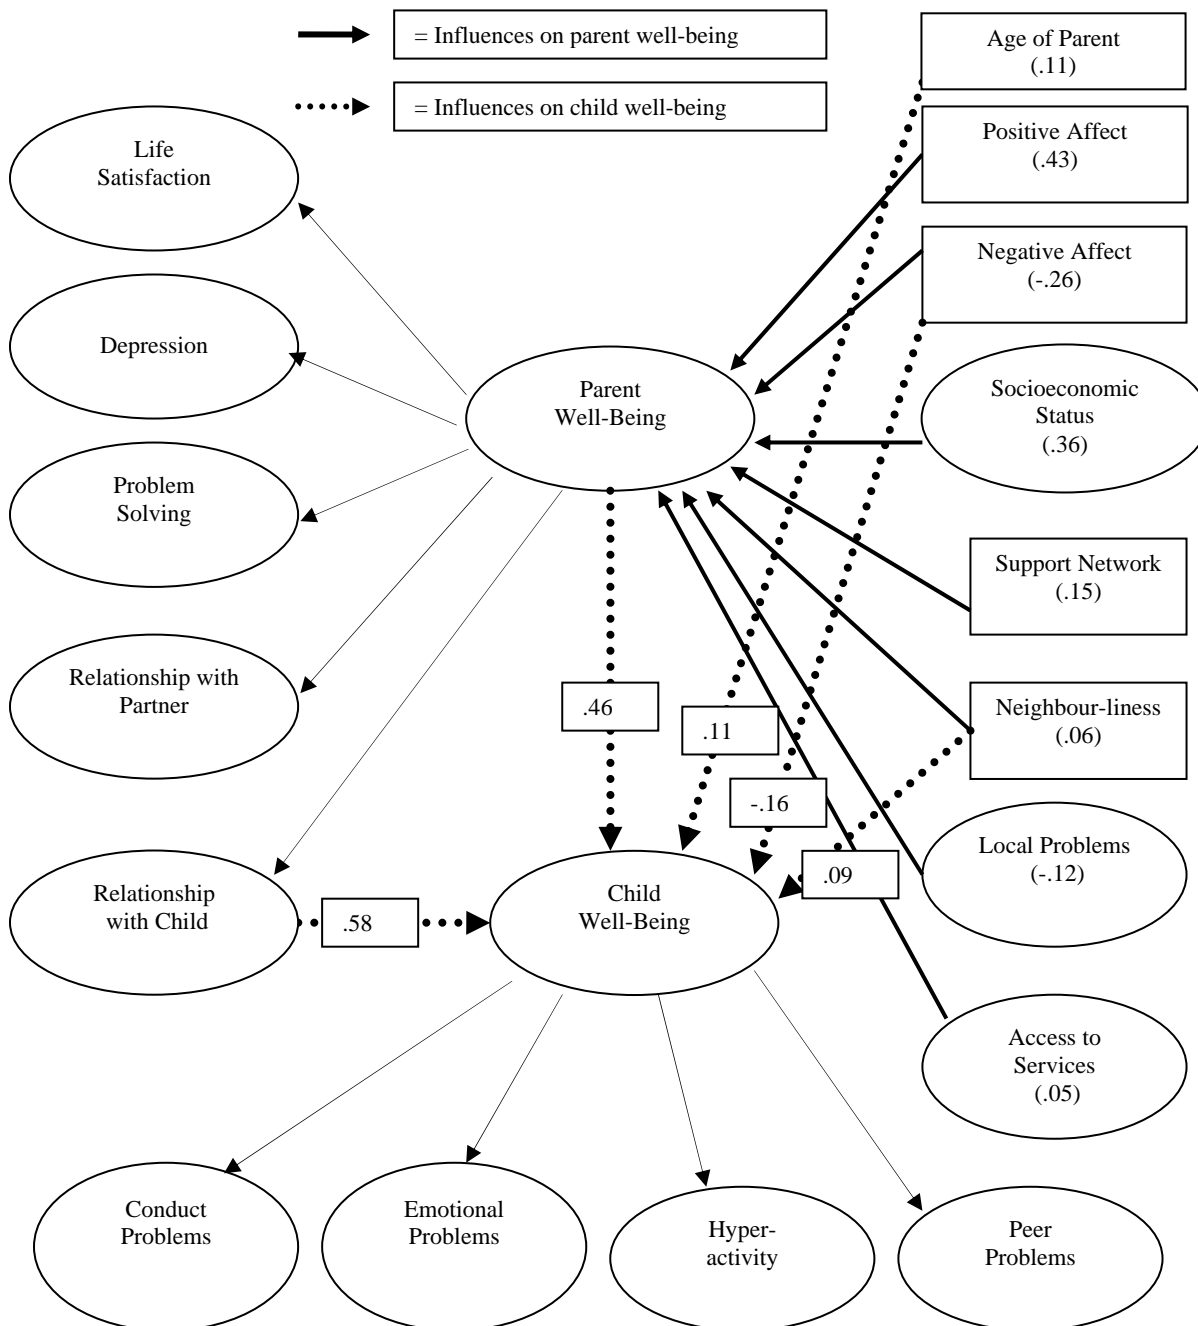 = Influences on parent well-being
= Influences on child well-being
Age of Parent
(.11)
Positive Affect
(.43)
Negative Affect
(-.26)
Socioeconomic
Status
(.36)
Support Network
(.15)
Neighbour-liness
(.06)
Local Problems
(-.12)
Access to
Services
(.05)
Life
Satisfaction
Depression
Problem
Solving
Relationship with
Partner
Relationship
with Child
Parent
Well-Being
.46
.11
-.16
.09
.58
Child
Well-Being
Conduct
Problems
Emotional
Problems
Hyper-
activity
Peer
Problems